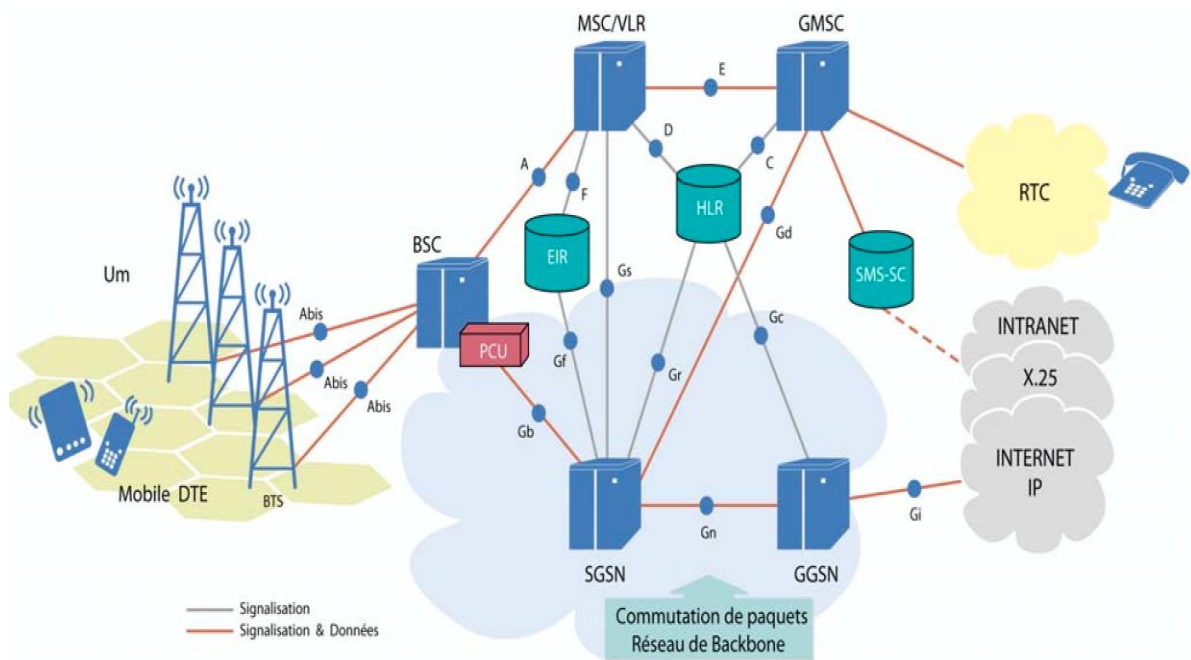 MSC/VLR
GMSC
E
D
C
A
F
HLR
RTC
BSC
EIR
Gd
SMS-SC
Um
Gs
Abis
INTRANET
PCU
Gf
Gc
Abis
Gr
X.25
Abis
Gb
INTERNET
IP
Mobile DTE
BTS
Gn
Gi
SGSN
GGSN
Signalisation
Signalisation & Données
Commutation de paquets
Réseau de Backbone